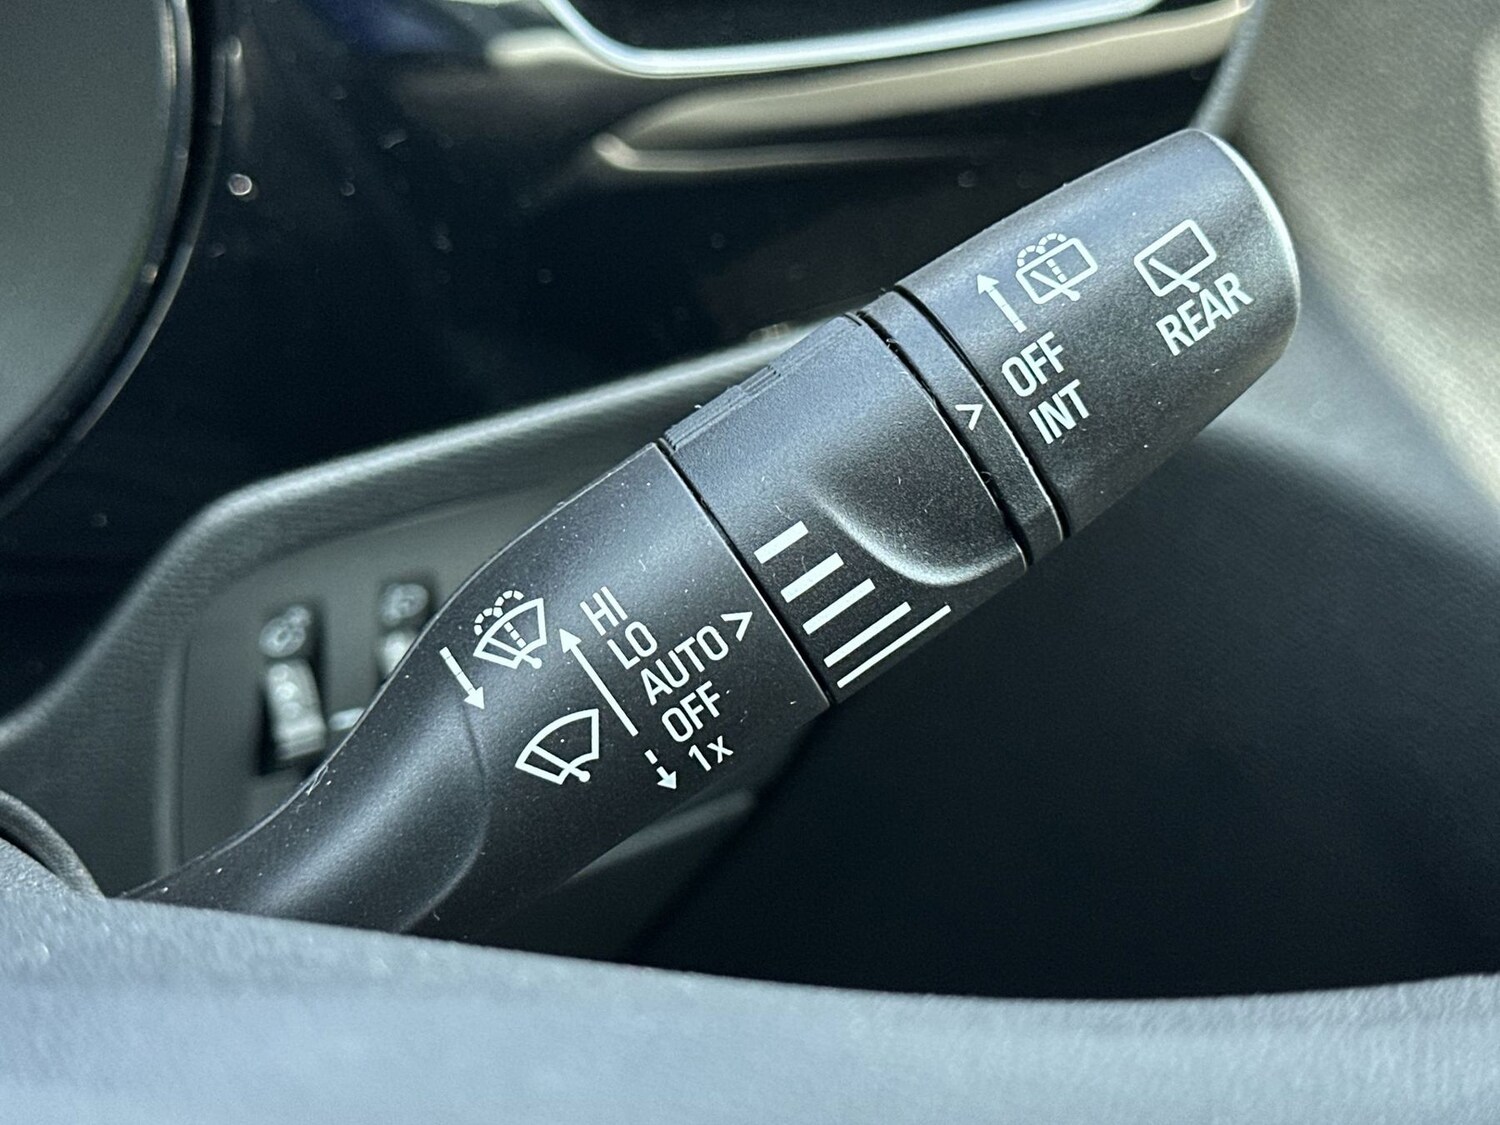 HI
LO
AUTO >
OFF
1x
>
OFF
INT
REAR